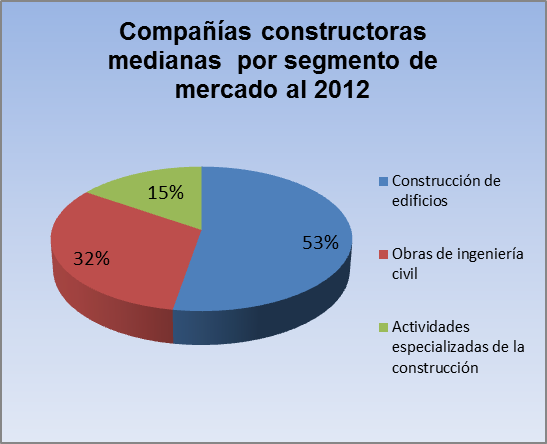 Compañías constructoras
medianas  por segmento de
mercado al 2012
15%
53%
32%
Construcción de
edificios
Obras de ingeniería
civil
Actividades
especializadas de la
construcción